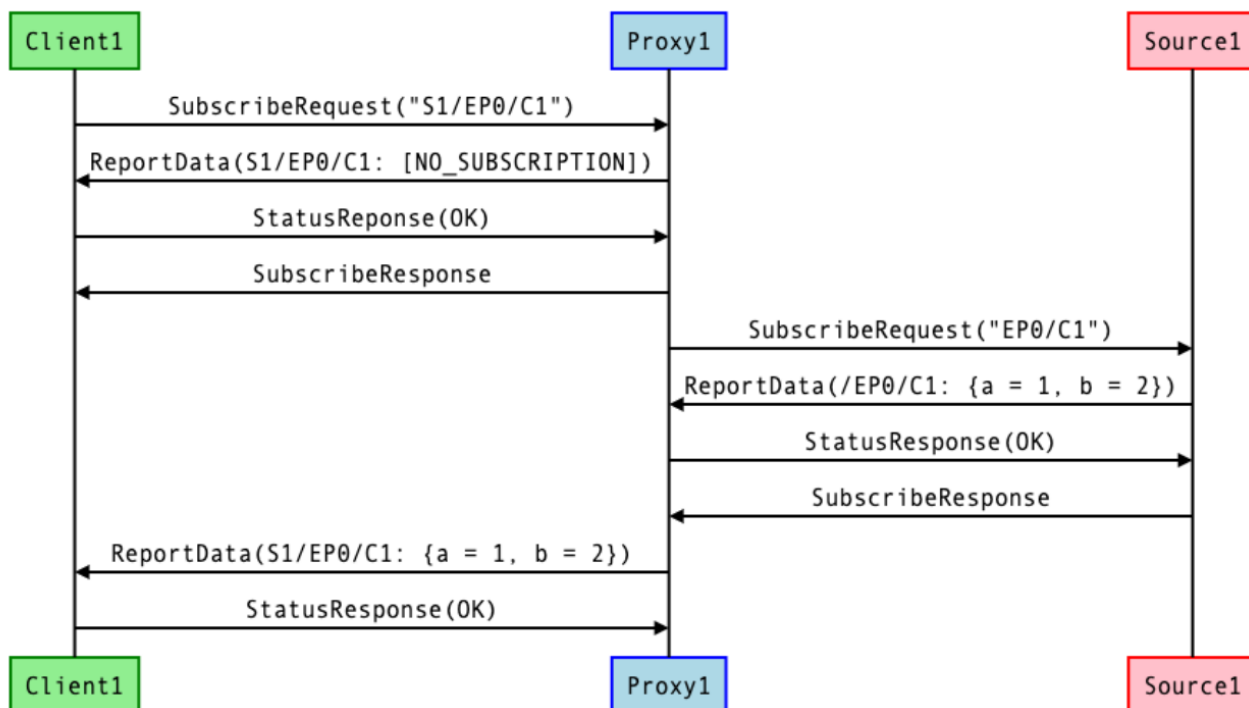 Client1 Proxy1 Source1
SubscribeRequest("S1/EP0/C1")
ReportData(S1/EP0/C1: [NO_SUBSCRIPTION])
StatusReponse(OK)
SubscribeResponse
SubscribeRequest("EP0/C1")
ReportData(/EP0/C1: {a = 1, b = 2})
StatusResponse(OK)
SubscribeResponse
ReportData(S1/EP0/C1: {a = 1, b = 2})
StatusResponse(OK)
Client1 Proxy1 Source1